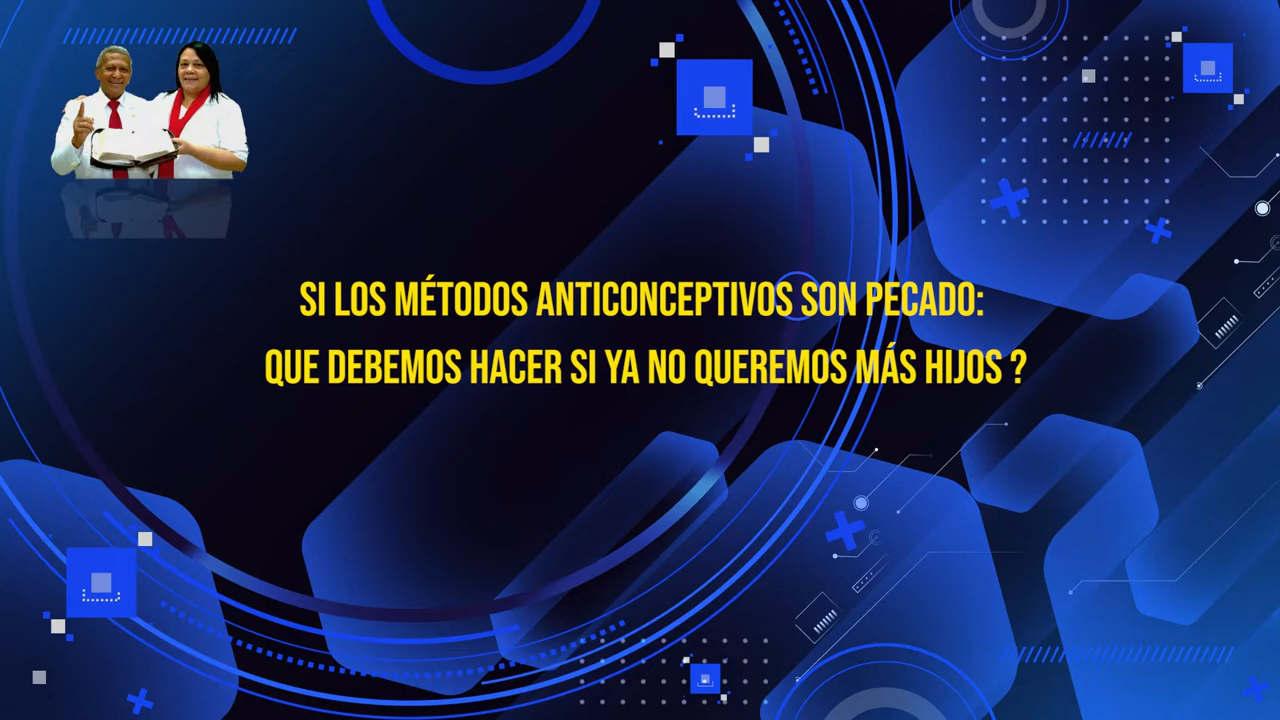 SI LOS MÉTODOS ANTICONCEPTIVOS SON PECADO:
QUE DEBEMOS HACER SI YA NO QUEREMOS MÁS HIJOS ?